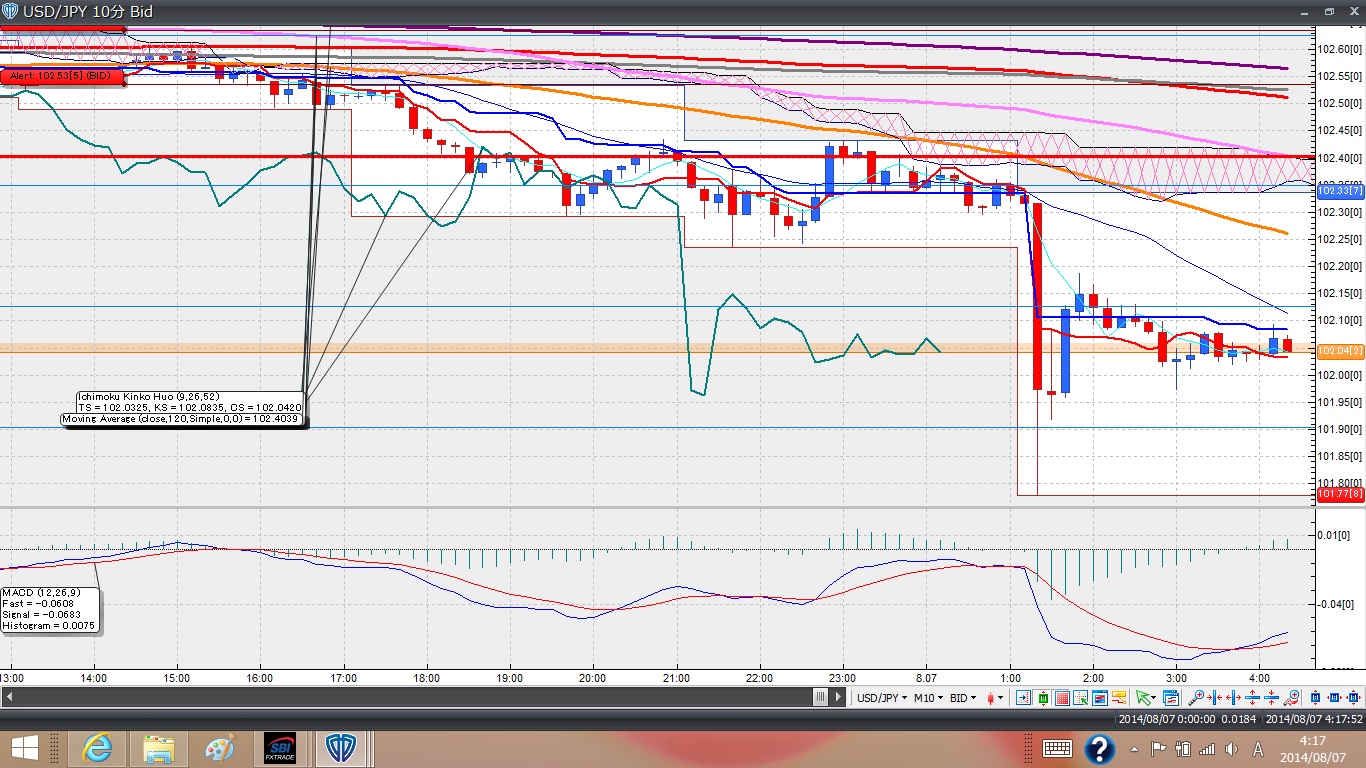 USD/JPY 10分 Bid
102.60[0]
Alert: 102.53[5] (BID)
102.55[0]
102.50[0]
102.45[0]
102.40[0]
102.33[7]
102.30[0]
102.25[0]
102.20[0]
102.15[0]
102.10[0]
102.04[2]
102.00[0]
101.95[0]
101.90[0]
101.85[0]
101.80[0]
101.77[8]
Ichimoku Kinko Huo (9,26,52)
TS = 102.0325, KS = 102.0835, CS = 102.0420
Moving Average (close,120,Simple,0,0) = 102.4039
0.01[0]
-0.04[0]
MACD (12,26,9)
Fast = -0.0608
Signal = -0.0683
Histogram = 0.0075
13:00 14:00 15:00 16:00 17:00 18:00 19:00 20:00 21:00 22:00 23:00 8.07 1:00 2:00 3:00 4:00
USD/JPY M10 BID
2014/08/07 0:00:00 0.0184 2014/08/07 4:17:52
SBI
FXTRADE
A
4:17
2014/08/07